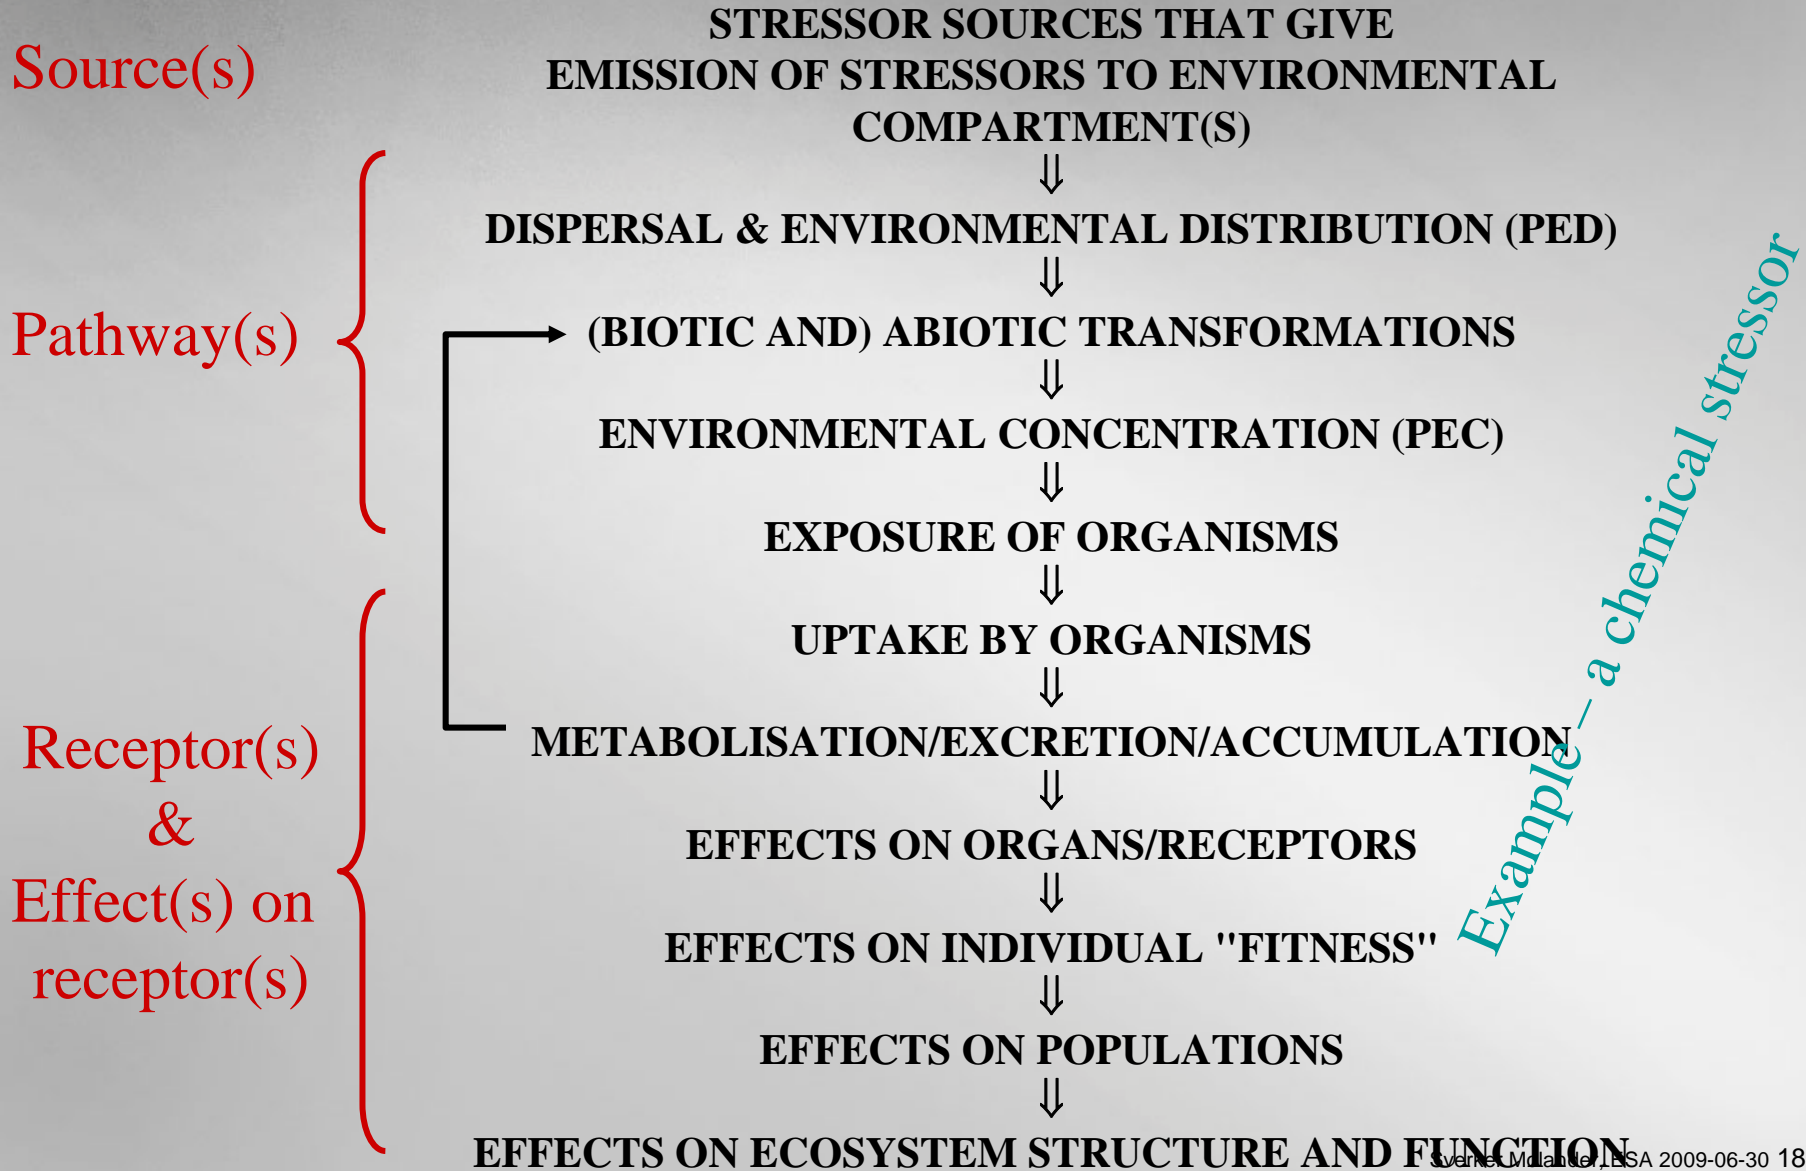 Source(s)
STRESSOR SOURCES THAT GIVE
EMISSION OF STRESSORS TO ENVIRONMENTAL
COMPARTMENT(S)
⇓
DISPERSAL & ENVIRONMENTAL DISTRIBUTION (PED)
⇓
Pathway(s)
(BIOTIC AND) ABIOTIC TRANSFORMATIONS
⇓
ENVIRONMENTAL CONCENTRATION (PEC)
⇓
EXPOSURE OF ORGANISMS
⇓
UPTAKE BY ORGANISMS
⇓
Receptor(s)
&
Effect(s) on
receptor(s)
METABOLISATION/EXCRETION/ACCUMULATION
⇓
EFFECTS ON ORGANS/RECEPTORS
⇓
EFFECTS ON INDIVIDUAL "FITNESS"
⇓
EFFECTS ON POPULATIONS
⇓
EFFECTS ON ECOSYSTEM STRUCTURE AND FUNCTION
Example – a chemical stressor
Sverker Molander, ESA 2009-06-30 18